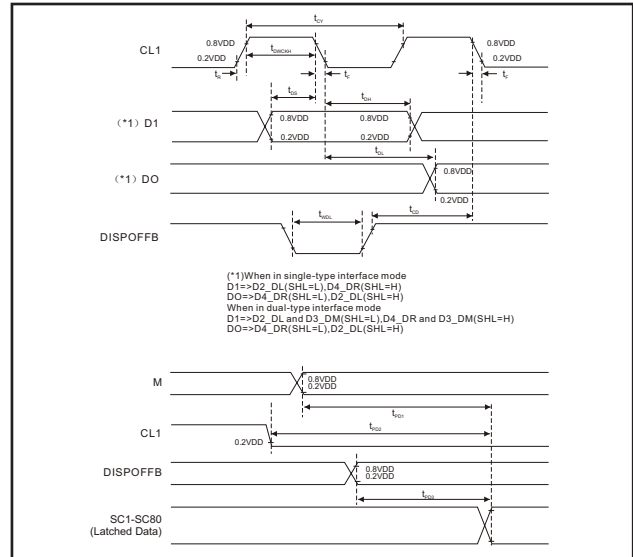 tCY
CL1
0.8VDD
0.8VDD
0.2VDD
tDWCKH
0.2VDD
tR
tF
tF
tDS
tDH
(*1) D1
0.8VDD
0.8VDD
0.2VDD
0.2VDD
tDL
(*1) DO
0.8VDD
0.2VDD
tWDL
tCD
DISPOFFB
(*1)When in single-type interface mode
D1=>D2_DL(SHL=L),D4_DR(SHL=H)
DO=>D4_DR(SHL=L),D2_DL(SHL=H)
When in dual-type interface mode
D1=>D2_DL and D3_DM(SHL=L),D4_DR and D3_DM(SHL=H)
DO=>D4_DR(SHL=L),D2_DL(SHL=H)
M
0.8VDD
0.2VDD
tPD1
CL1
tPD2
0.2VDD
DISPOFFB
0.8VDD
0.2VDD
tPD3
SC1-SC80
(Latched Data)